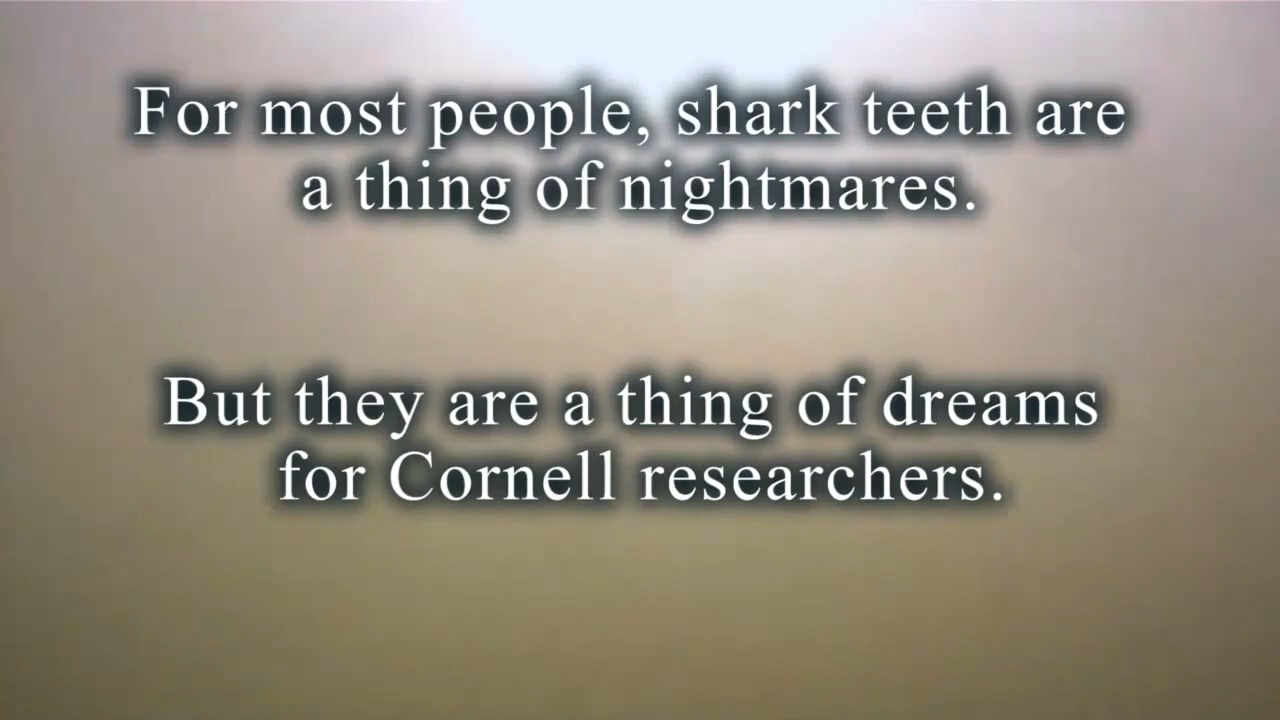 For most people, shark teeth are
a thing of nightmares.
But they are a thing of dreams
for Cornell researchers.